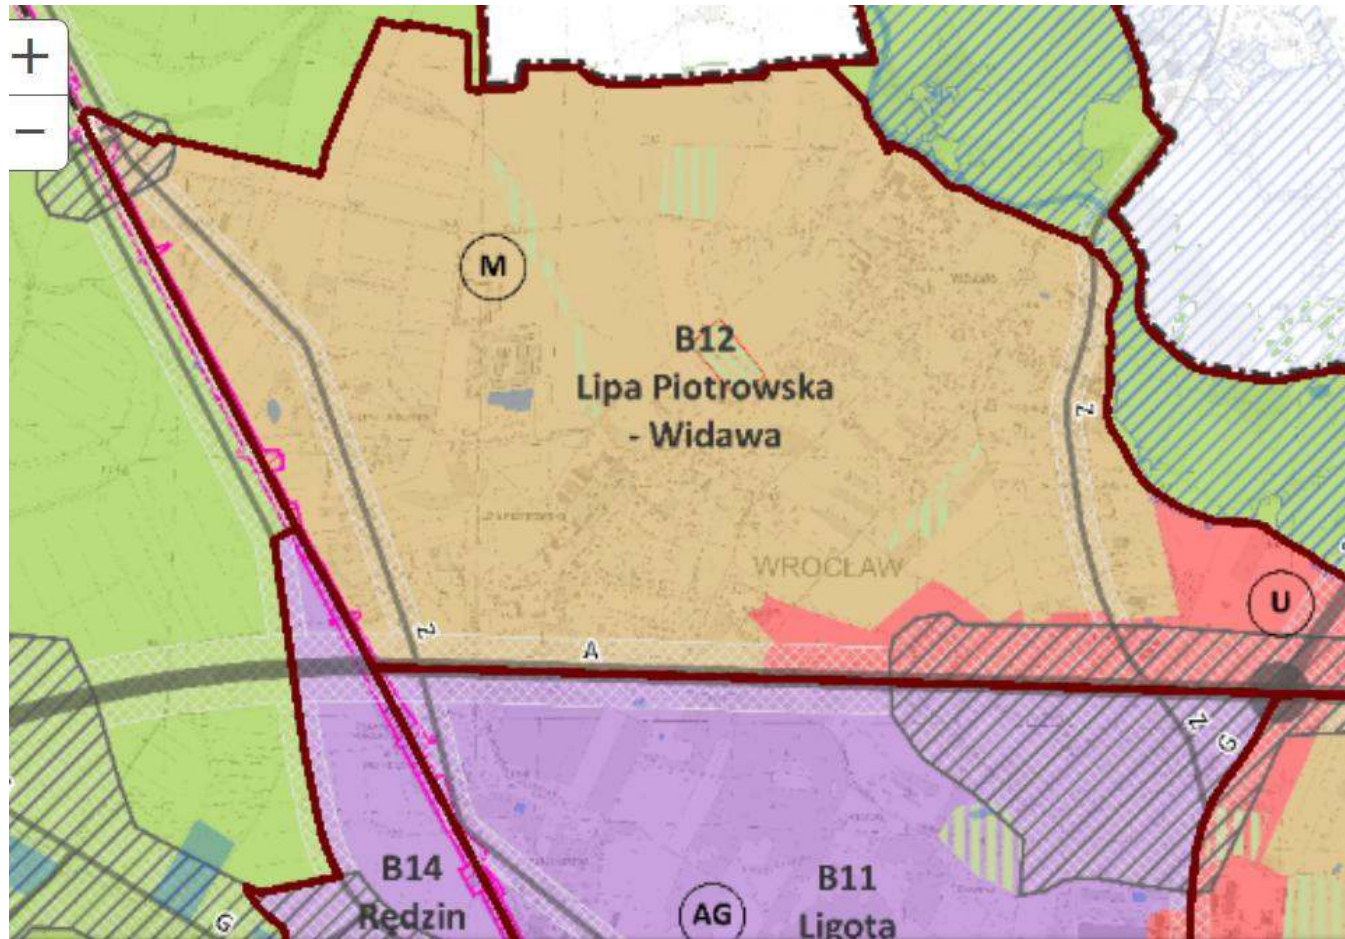 +
−
M
B12
Lipa Piotrowska
- Widawa
Z
WROCŁAW
U
A
Z
Z
G
B14
Rędzin
AG
B11
Ligota
G